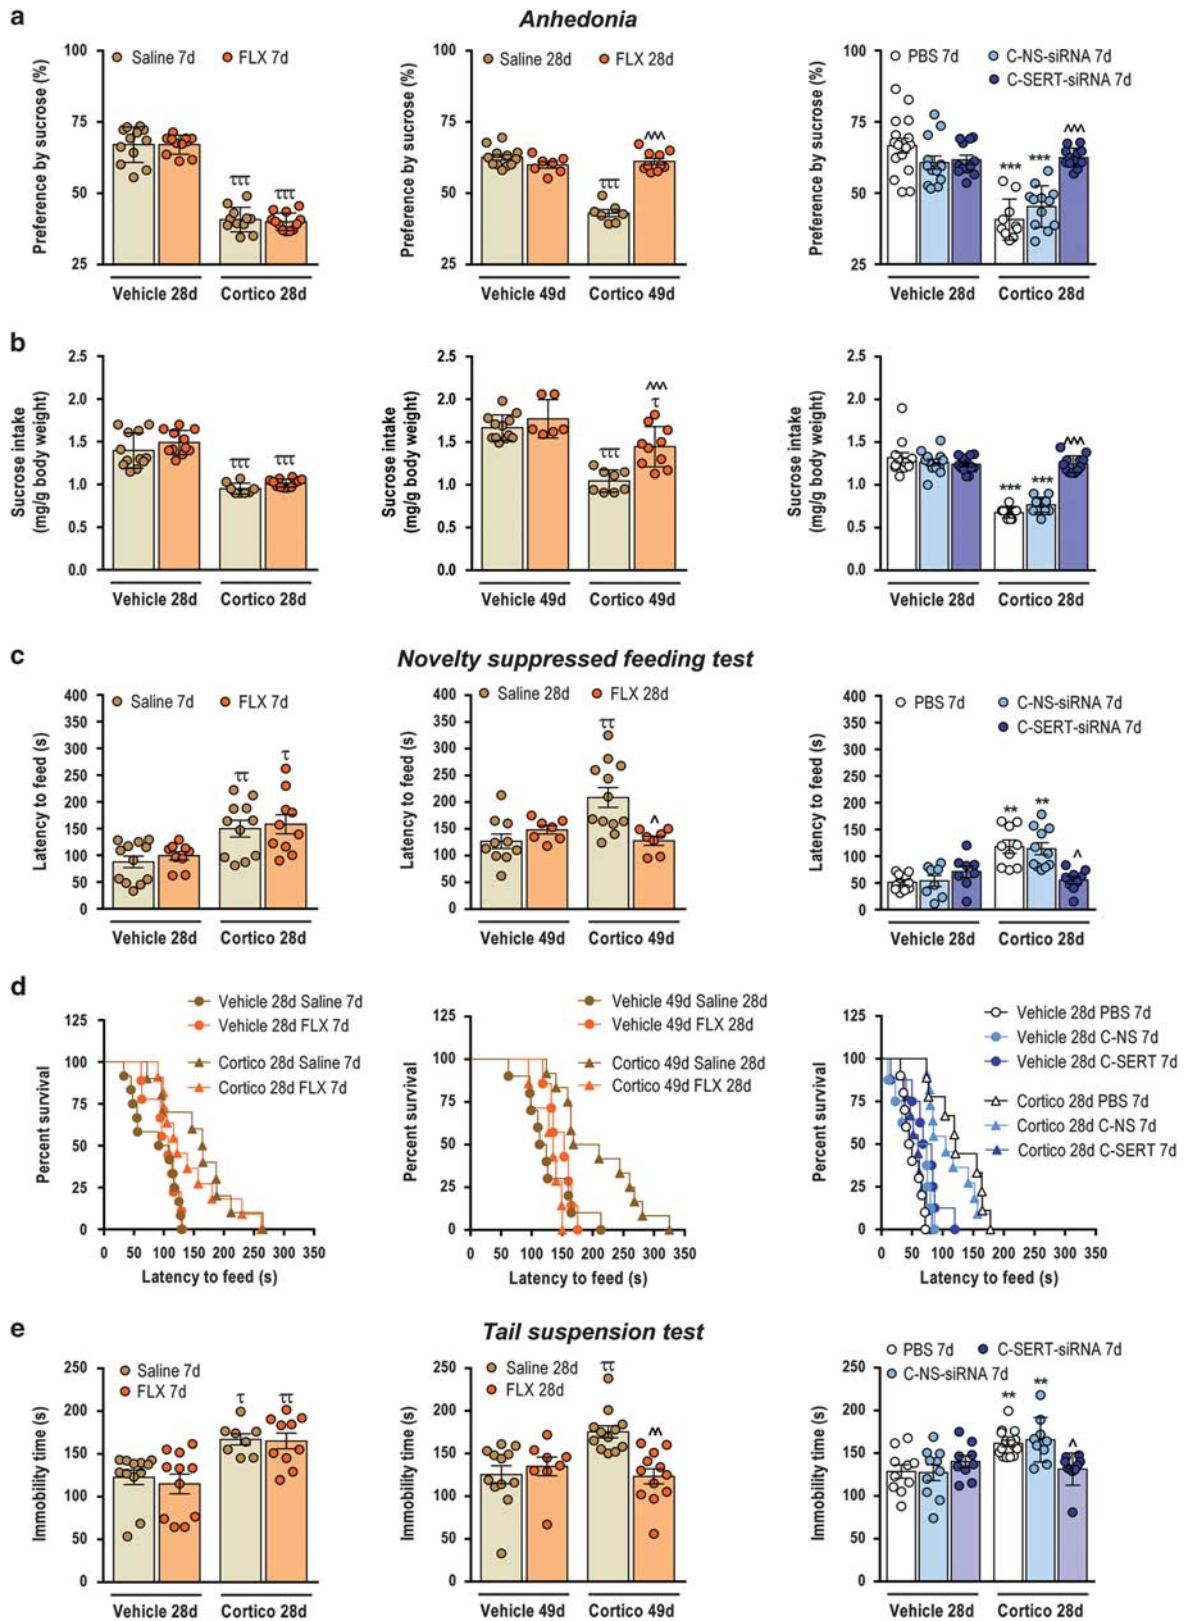 a
Anhedonia
Saline 7d
FLX 7d
Preference by sucrose (%)
100
75
50
25
τττ
τττ
Vehicle 28d
Cortico 28d
Saline 28d
FLX 28d
Preference by sucrose (%)
100
75
50
25
τττ
^^^
Vehicle 49d
Cortico 49d
PBS 7d
C-NS-siRNA 7d
C-SERT-siRNA 7d
Preference by sucrose (%)
100
75
50
25
***
***
^^^
Vehicle 28d
Cortico 28d
b
Sucrose intake
(mg/g body weight)
2.5
2.0
1.5
1.0
0.5
0.0
τττ
τττ
Vehicle 28d
Cortico 28d
Sucrose intake
(mg/g body weight)
2.5
2.0
1.5
1.0
0.5
0.0
τττ
^^^
τ
Vehicle 49d
Cortico 49d
Sucrose intake
(mg/g body weight)
2.5
2.0
1.5
1.0
0.5
0.0
***
***
^^^
Vehicle 28d
Cortico 28d
c
Novelty suppressed feeding test
Saline 7d
FLX 7d
Latency to feed (s)
400
350
300
250
200
150
100
50
0
ττ
τ
Vehicle 28d
Cortico 28d
Saline 28d
FLX 28d
Latency to feed (s)
400
350
300
250
200
150
100
50
0
ττ
^
Vehicle 49d
Cortico 49d
PBS 7d
C-NS-siRNA 7d
C-SERT-siRNA 7d
Latency to feed (s)
400
350
300
250
200
150
100
50
0
**
**
^
Vehicle 28d
Cortico 28d
d
Vehicle 28d Saline 7d
Vehicle 28d FLX 7d
Cortico 28d Saline 7d
Cortico 28d FLX 7d
Percent survival
125
100
75
50
25
0
0 50 100 150 200 250 300 350
Latency to feed (s)
Vehicle 49d Saline 28d
Vehicle 49d FLX 28d
Cortico 49d Saline 28d
Cortico 49d FLX 28d
Percent survival
125
100
75
50
25
0
0 50 100 150 200 250 300 350
Latency to feed (s)
Vehicle 28d PBS 7d
Vehicle 28d C-NS 7d
Vehicle 28d C-SERT 7d
Cortico 28d PBS 7d
Cortico 28d C-NS 7d
Cortico 28d C-SERT 7d
Percent survival
125
100
75
50
25
0
0 50 100 150 200 250 300 350
Latency to feed (s)
e
Tail suspension test
Saline 7d
FLX 7d
Immobility time (s)
250
200
150
100
50
0
τ
ττ
Vehicle 28d
Cortico 28d
Saline 28d
FLX 28d
Immobility time (s)
250
200
150
100
50
0
ττ
^^
Vehicle 49d
Cortico 49d
PBS 7d
C-SERT-siRNA 7d
C-NS-siRNA 7d
Immobility time (s)
250
200
150
100
50
0
**
**
^
Vehicle 28d
Cortico 28d